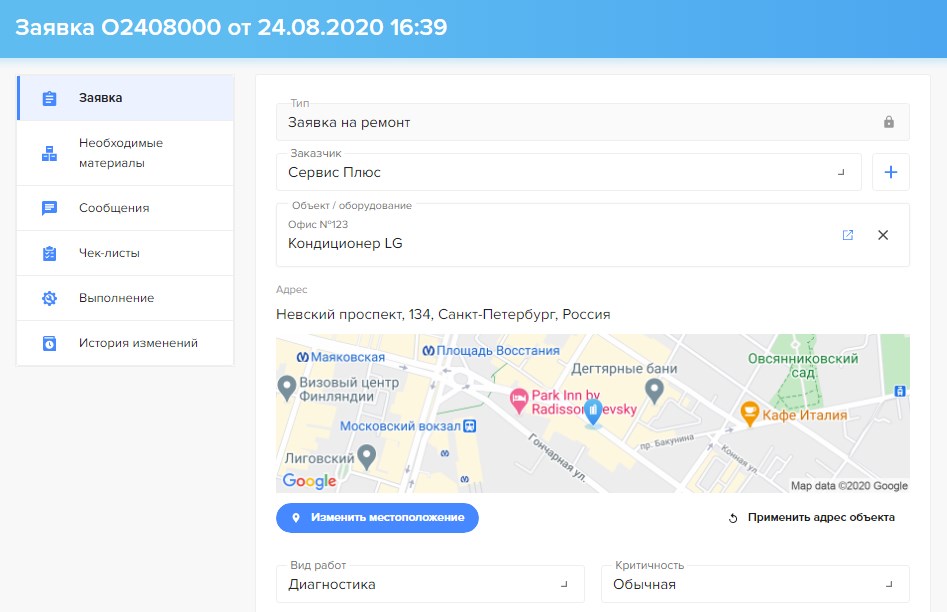 Заявка О2408000 от 24.08.2020 16:39
Заявка
Необходимые
материалы
Сообщения
Чек-листы
Выполнение
История изменений
Тип
Заявка на ремонт
Заказчик
Сервис Плюс
Объект / оборудование
Офис №123
Кондиционер LG
Адрес
Невский проспект, 134, Санкт-Петербург, Россия
Маяковская
Площадь Восстания
Овсянниковский
сад
Дегтярные бани
Визовый центр
Финляндии
Park Inn by
Московский вокзал
Кафе Италия
Гончарная ул.
пр. Бакунина
Конная ул.
Лиговский
Google
Map data ©2020 Google
Изменить местоположение
Применить адрес объекта
Вид работ
Диагностика
Критичность
Обычная